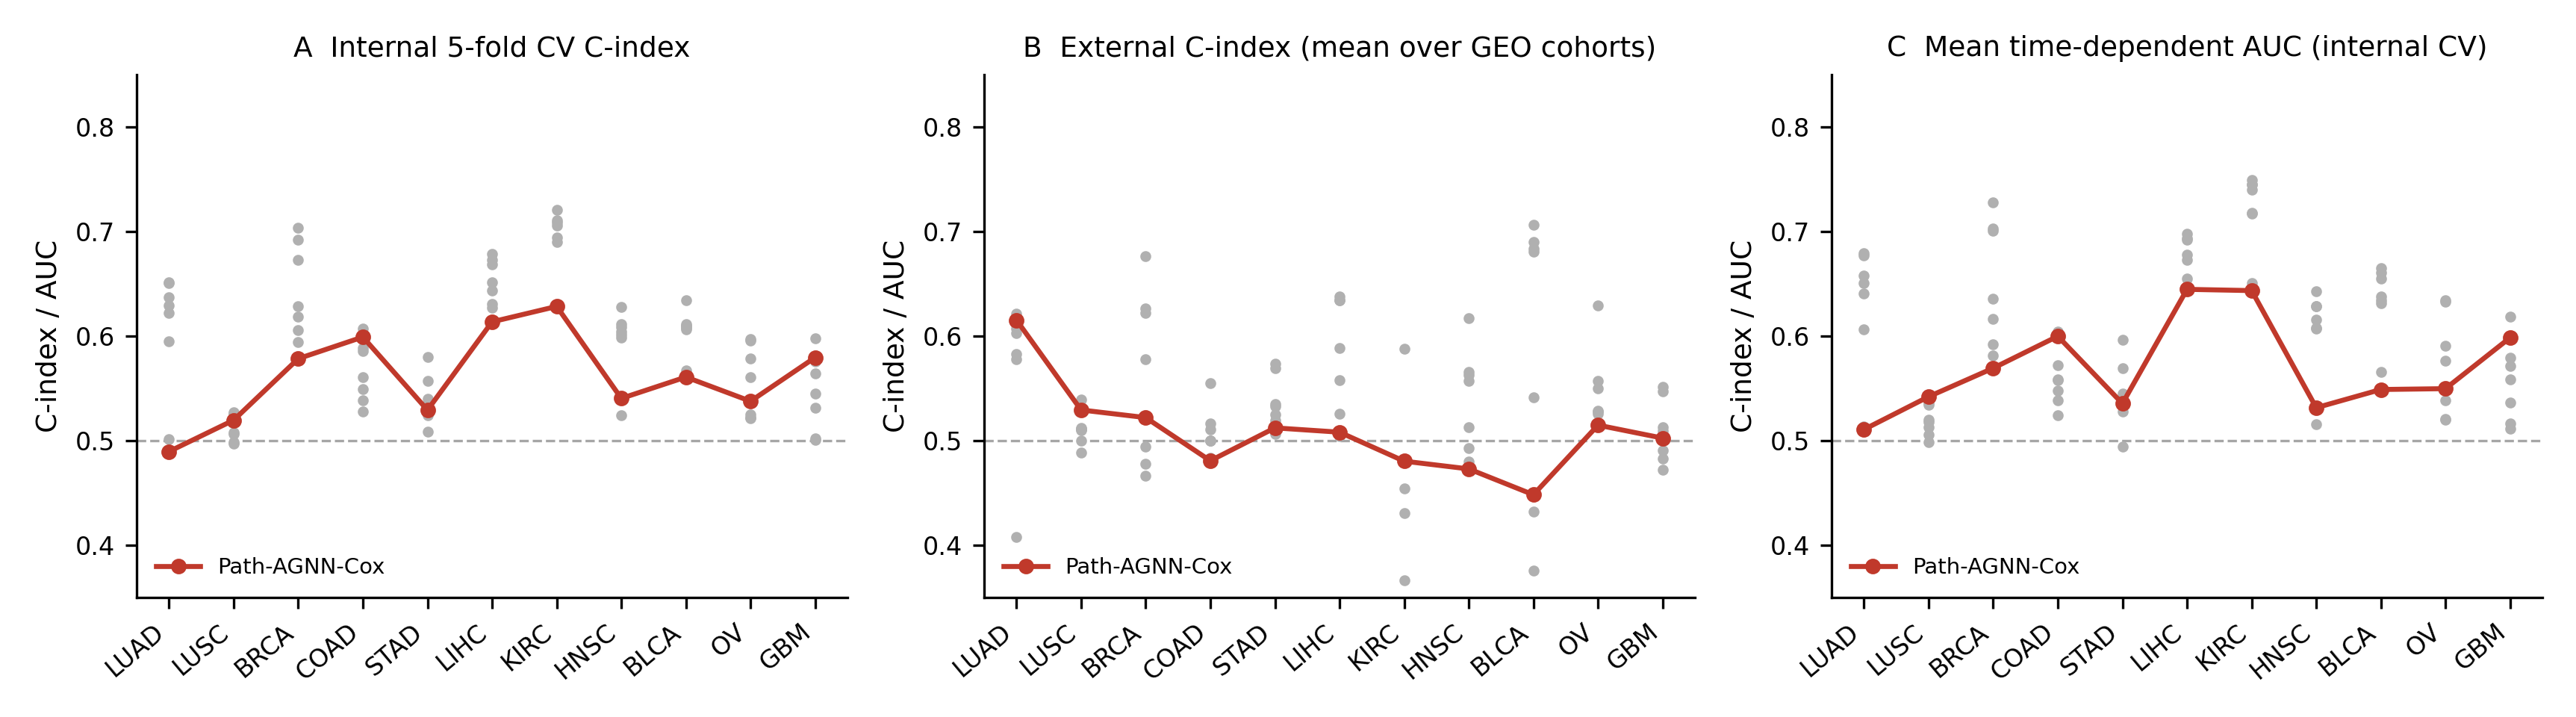 A  Internal 5-fold CV C-index
C-index / AUC
0.8
0.7
0.6
0.5
0.4
Path-AGNN-Cox
LUAD
LUSC
BRCA
COAD
STAD
LIHC
KIRC
HNSC
BLCA
OV
GBM
B  External C-index (mean over GEO cohorts)
C-index / AUC
0.8
0.7
0.6
0.5
0.4
Path-AGNN-Cox
LUAD
LUSC
BRCA
COAD
STAD
LIHC
KIRC
HNSC
BLCA
OV
GBM
C  Mean time-dependent AUC (internal CV)
C-index / AUC
0.8
0.7
0.6
0.5
0.4
Path-AGNN-Cox
LUAD
LUSC
BRCA
COAD
STAD
LIHC
KIRC
HNSC
BLCA
OV
GBM